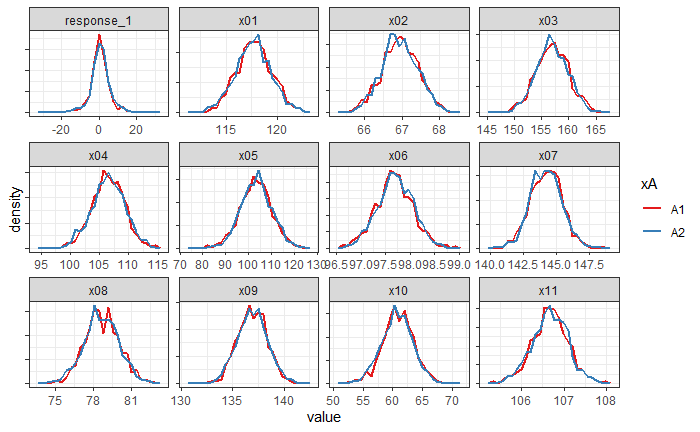 response_1 x01 x02 x03
-20 0 20 115 120 66 67 68 145 150 155 160 165
x04 x05 x06 x07
95 100 105 110 115 70 80 90 100 110 120 130 96.5 97.0 97.5 98.0 98.5 99.0 140.0 142.5 145.0 147.5
x08 x09 x10 x11
75 78 81 130 135 140 50 55 60 65 70 106 107 108
density
value
xA
A1
A2